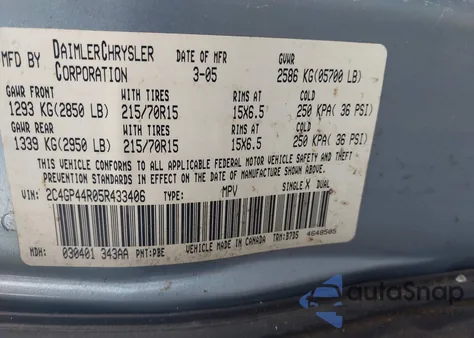 MFD BY DAIMLERCHRYSLER CORPORATION DATE OF MFR 3-05 GVWR 2586 KG(05700 LB)
GAWR FRONT WITH TIRES RIMS AT COLD
1293 KG(2850 LB) 215/70R15 15X6.5 250 KPA( 36 PSI)
GAWR REAR WITH TIRES RIMS AT COLD
1339 KG(2950 LB) 215/70R15 15X6.5 250 KPA( 36 PSI)
THIS VEHICLE CONFORMS TO ALL APPLICABLE FEDERAL MOTOR VEHICLE SAFETY AND THEFT
PREVENTION STANDARDS IN EFFECT ON THE DATE OF MANUFACTURE SHOWN ABOVE.
VIN: 2C4GP44R05R433406 TYPE: MPV SINGLE X DUAL
VEHICLE MADE IN CANADA 4648505
MDH: 030401 343AA PNT:PBE TRM:B7DS
autoSnap